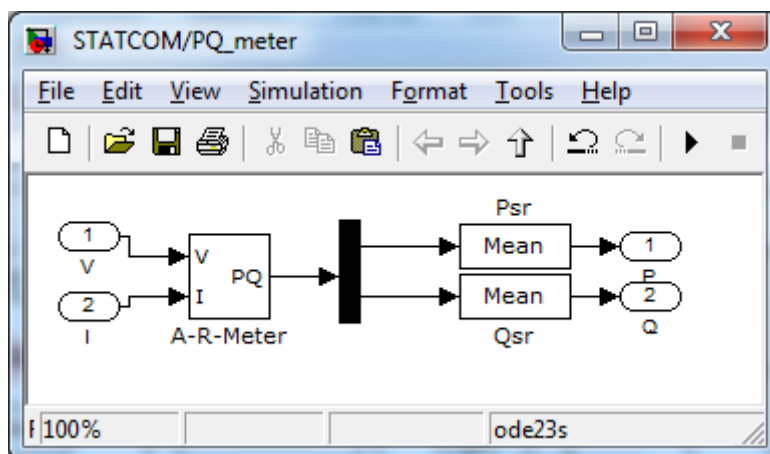 STATCOM/PQ_meter
File Edit View Simulation Format Tools Help
Psr
1
V
V
PQ
I
Mean
1
P
2
I
A-R-Meter
Mean
Qsr
2
Q
100%
ode23s